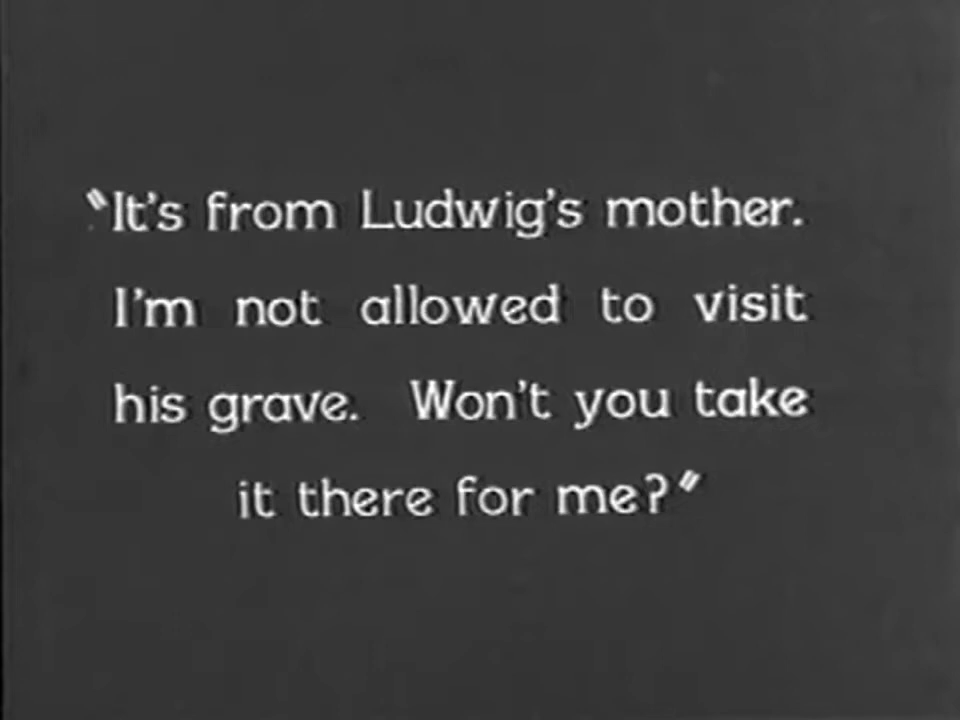 "It's from Ludwig's mother.
I'm not allowed to visit
his grave. Won't you take
it there for me?"